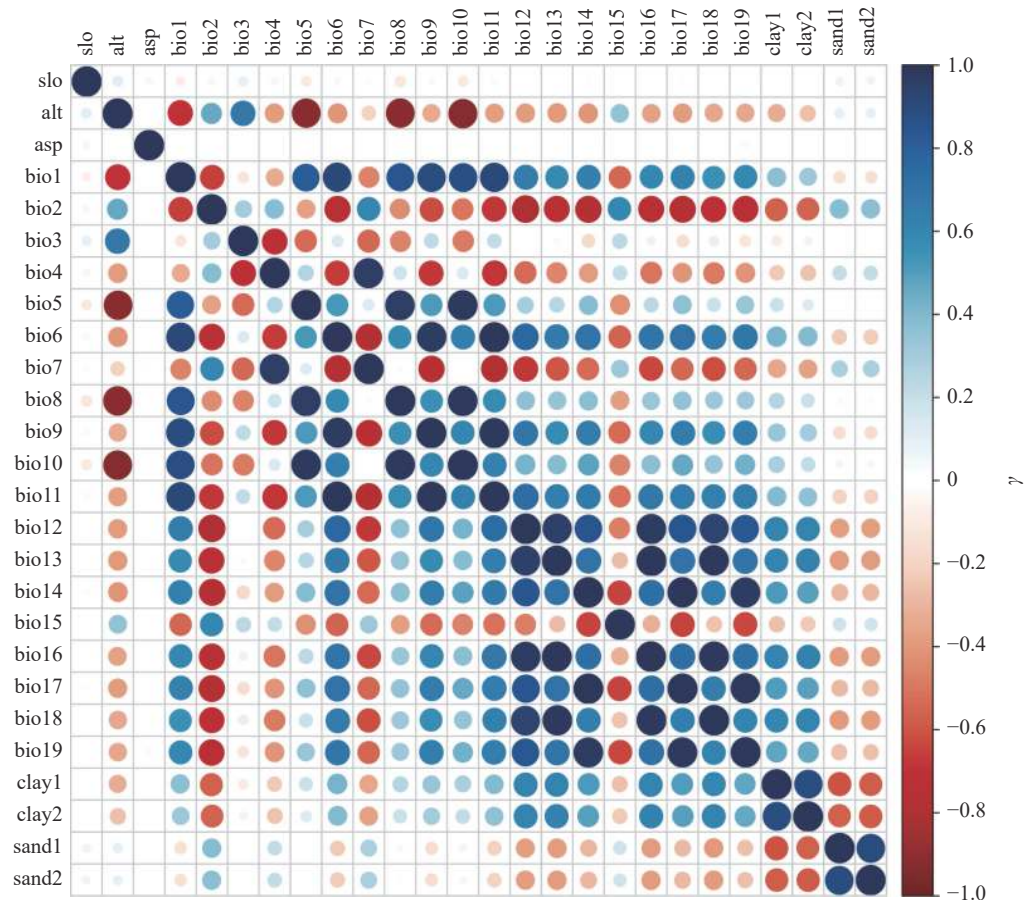 slo alt asp bio1 bio2 bio3 bio4 bio5 bio6 bio7 bio8 bio9 bio10 bio11 bio12 bio13 bio14 bio15 bio16 bio17 bio18 bio19 clay1 clay2 sand1 sand2
slo
alt
asp
bio1
bio2
bio3
bio4
bio5
bio6
bio7
bio8
bio9
bio10
bio11
bio12
bio13
bio14
bio15
bio16
bio17
bio18
bio19
clay1
clay2
sand1
sand2
1.0
0.8
0.6
0.4
0.2
0
−0.2
−0.4
−0.6
−0.8
−1.0
γ